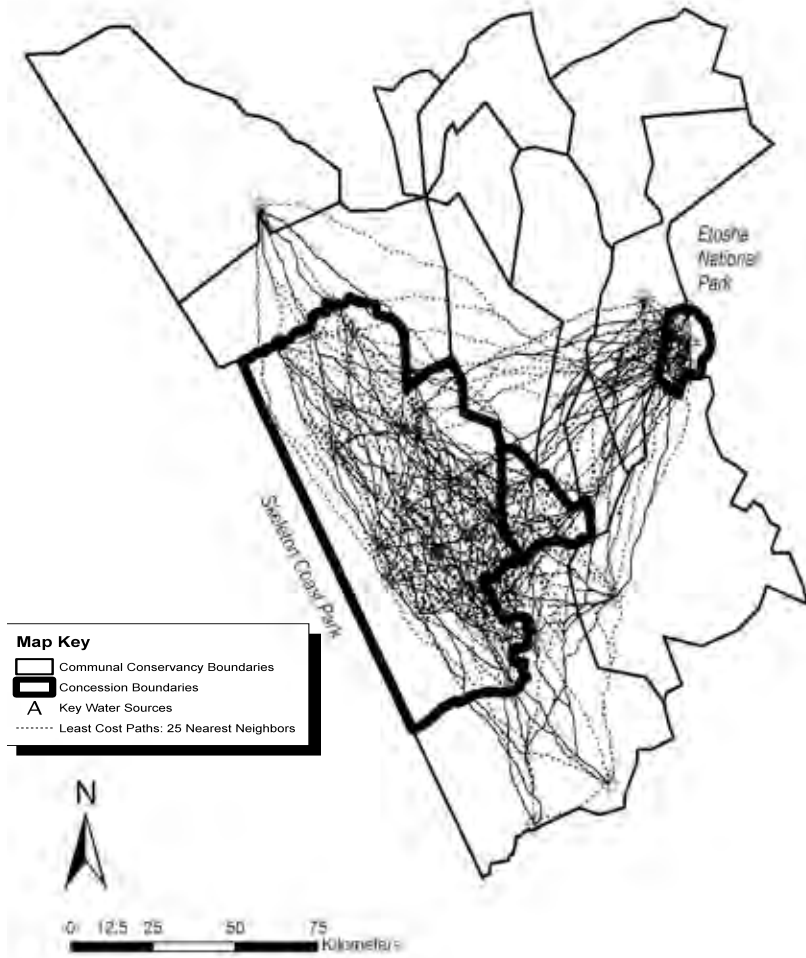 Etosha
National
Park
Skeleton Coast Park
Map Key
Communal Conservancy Boundaries
Concession Boundaries
A Key Water Sources
Least Cost Paths: 25 Nearest Neighbors
N
0 12.5 25 50 75
Kilometers